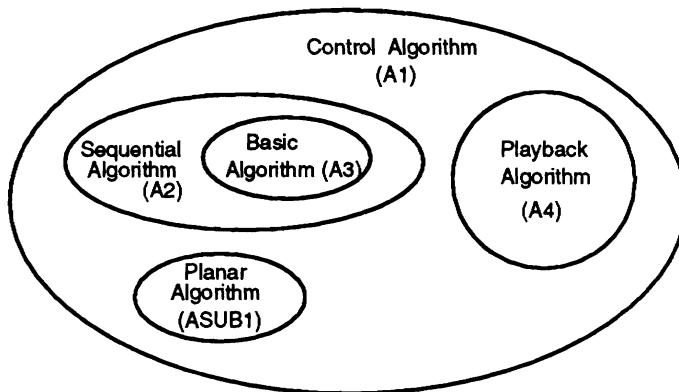 Control Algorithm
(A1)
Sequential
Algorithm
(A2)
Basic
Algorithm (A3)
Playback
Algorithm
(A4)
Planar
Algorithm
(ASUB1)